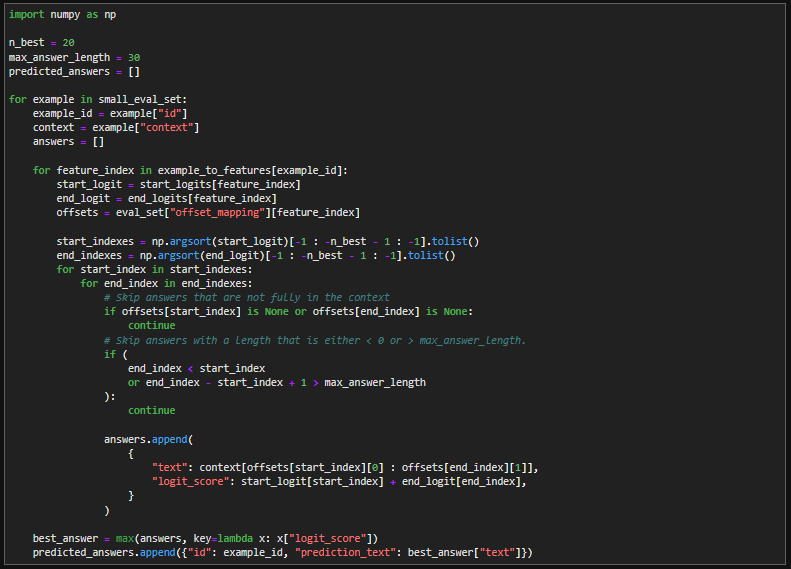 import numpy as np

n_best = 20
max_answer_length = 30
predicted_answers = []

for example in small_eval_set:
    example_id = example["id"]
    context = example["context"]
    answers = []

    for feature_index in example_to_features[example_id]:
        start_logit = start_logits[feature_index]
        end_logit = end_logits[feature_index]
        offsets = eval_set["offset_mapping"][feature_index]

        start_indexes = np.argsort(start_logit)[-1 : -n_best - 1 : -1].tolist()
        end_indexes = np.argsort(end_logit)[-1 : -n_best - 1 : -1].tolist()
        for start_index in start_indexes:
            for end_index in end_indexes:
                # Skip answers that are not fully in the context
                if offsets[start_index] is None or offsets[end_index] is None:
                    continue
                # Skip answers with a length that is either < 0 or > max_answer_length.
                if (
                    end_index < start_index
                    or end_index - start_index + 1 > max_answer_length
                ):
                    continue

                answers.append(
                    {
                        "text": context[offsets[start_index][0] : offsets[end_index][1]],
                        "logit_score": start_logit[start_index] + end_logit[end_index],
                    }
                )

    best_answer = max(answers, key=lambda x: x["logit_score"])
    predicted_answers.append({"id": example_id, "prediction_text": best_answer["text"]})